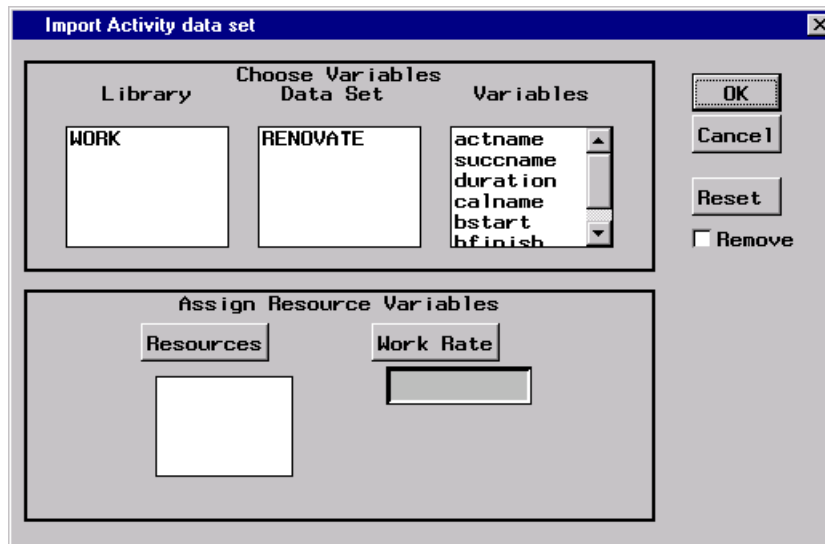 Import Activity data set
Choose Variables
Library Data Set Variables
WORK
RENOVATE
actname
succname
duration
calname
bstart
bfinish
OK
Cancel
Reset
Remove
Assign Resource Variables
Resources
Work Rate